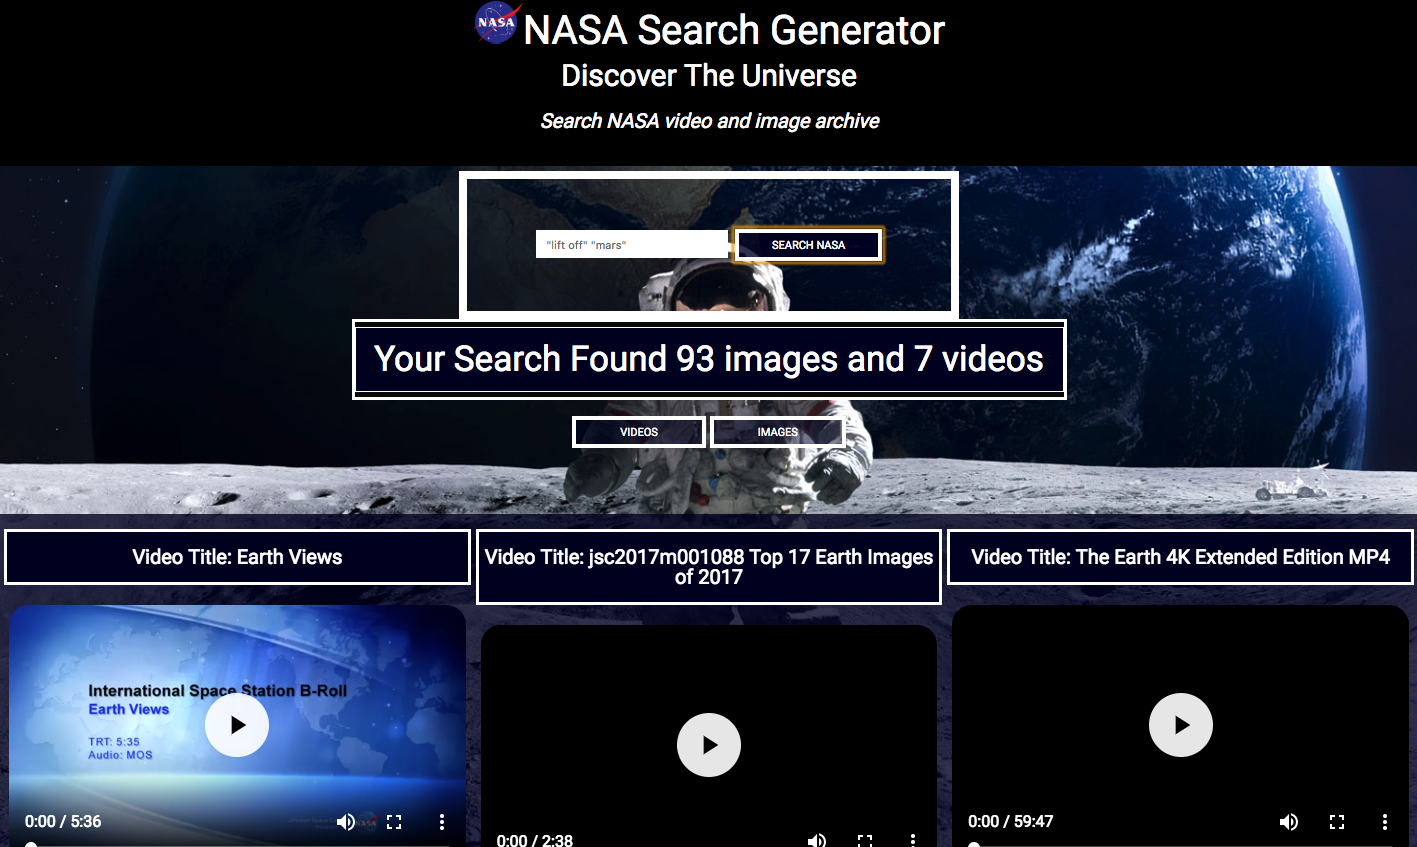 NASA
NASA Search Generator
Discover The Universe
Search NASA video and image archive
"lift off" "mars"
SEARCH NASA
Your Search Found 93 images and 7 videos
VIDEOS
IMAGES
Video Title: Earth Views
Video Title: jsc2017m001088 Top 17 Earth Images
of 2017
Video Title: The Earth 4K Extended Edition MP4
International Space Station B-Roll
Earth Views
TRT: 5:35
Audio: MOS
0:00 / 5:36
0:00 / 2:38
0:00 / 59:47